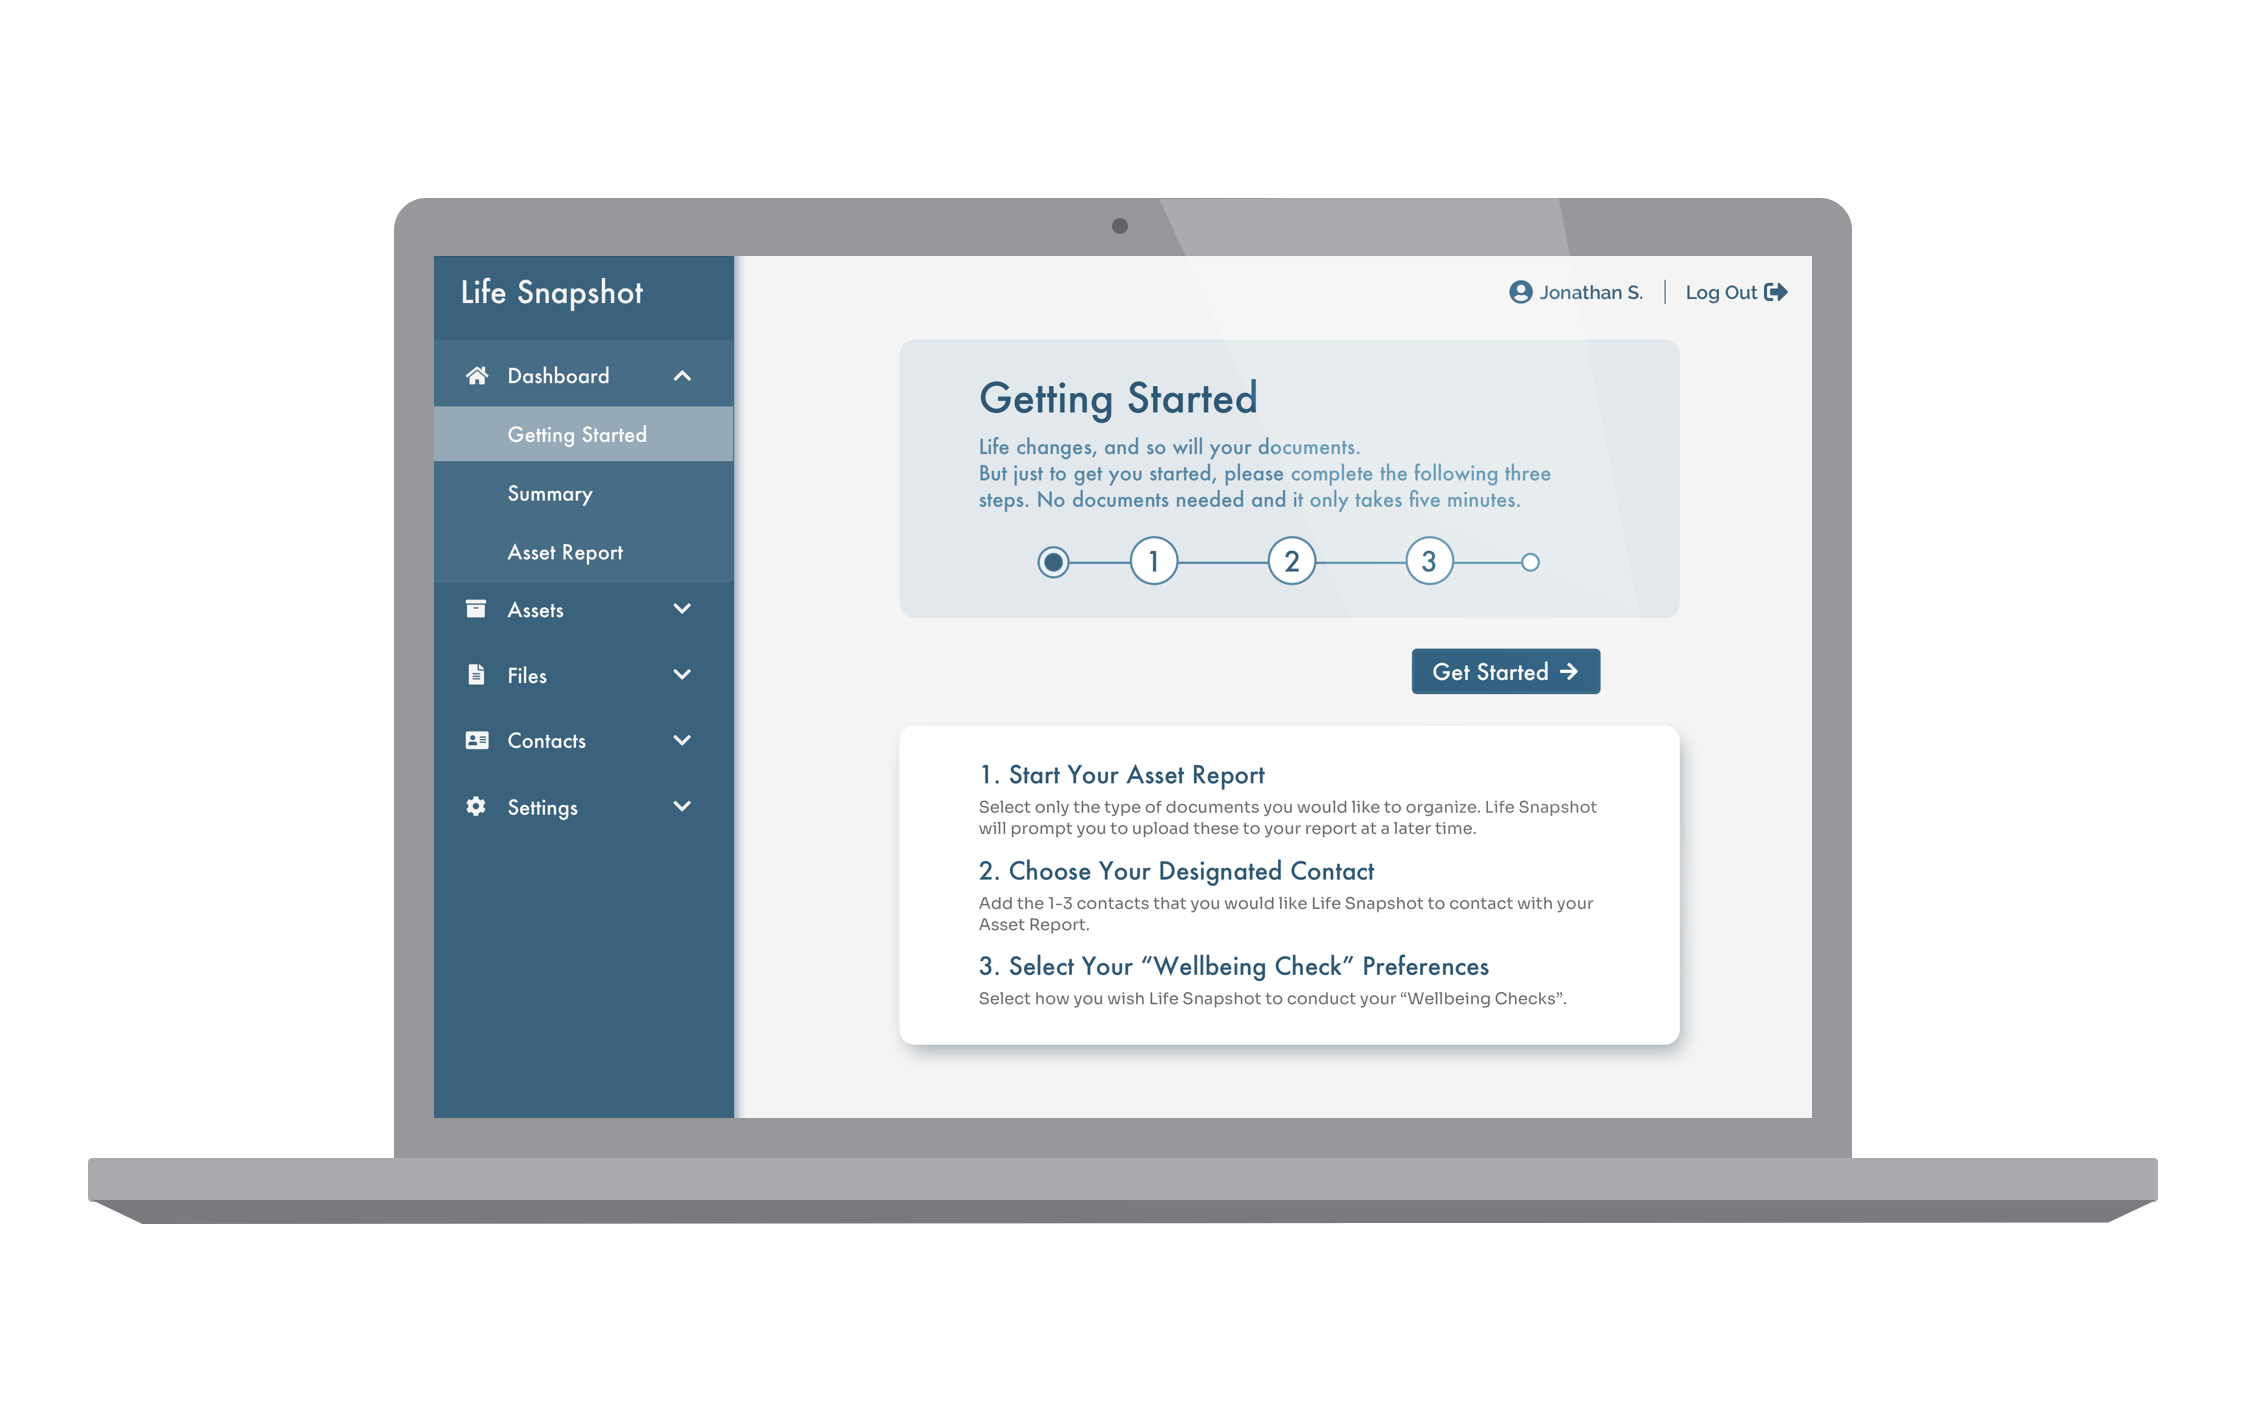 Life Snapshot
Jonathan S.
Log Out
Dashboard
Getting Started
Summary
Asset Report
Assets
Files
Contacts
Settings
Getting Started
Life changes, and so will your documents.
But just to get you started, please complete the following three
steps. No documents needed and it only takes five minutes.
1 2 3
Get Started
1. Start Your Asset Report
Select only the type of documents you would like to organize. Life Snapshot
will prompt you to upload these to your report at a later time.
2. Choose Your Designated Contact
Add the 1-3 contacts that you would like Life Snapshot to contact with your
Asset Report.
3. Select Your “Wellbeing Check” Preferences
Select how you wish Life Snapshot to conduct your “Wellbeing Checks”.